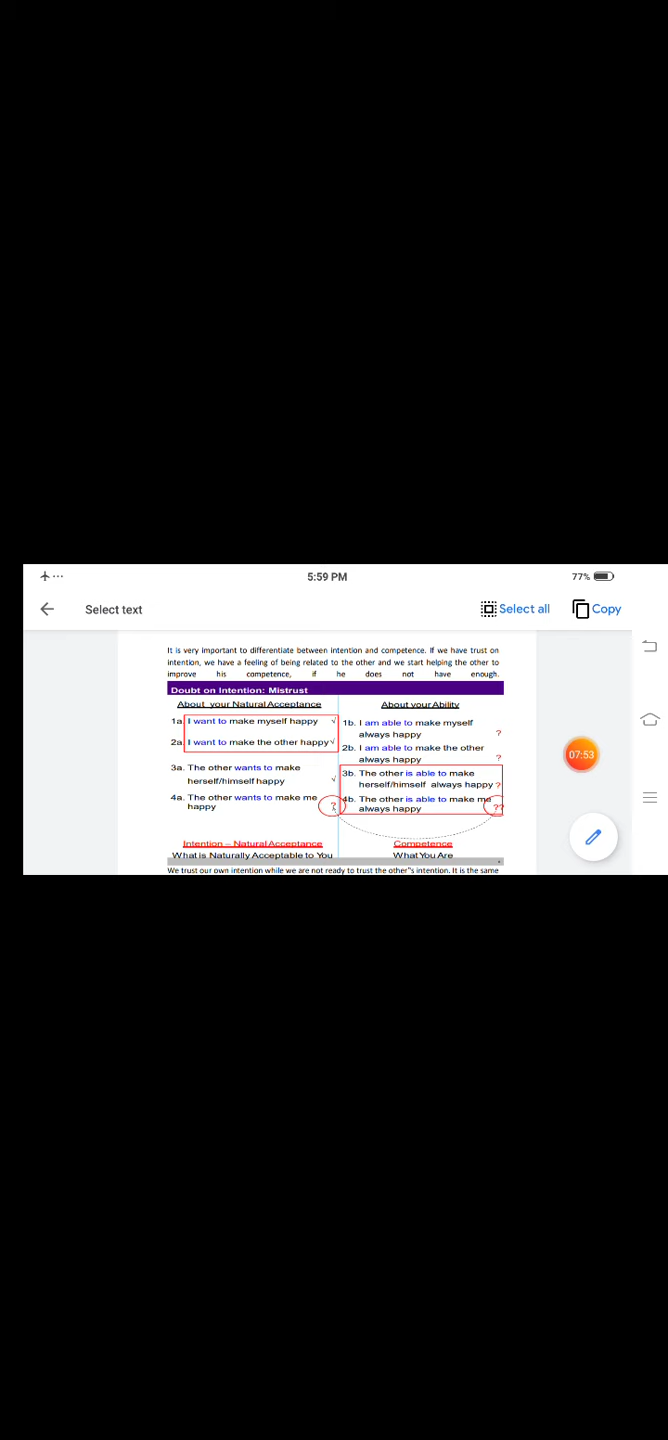 5:59 PM
77%
Select text
Select all
Copy
It is very important to differentiate between intention and competence. If we have trust on
intention, we have a feeling of being related to the other and we start helping the other to
improve his competence, if he does not have enough.
Doubt on Intention: Mistrust
About your Natural Acceptance
1a. I want to make myself happy √
2a. I want to make the other happy √
3a. The other wants to make
herself/himself happy √
4a. The other wants to make me
happy ?
About your Ability
1b. I am able to make myself
always happy ?
2b. I am able to make the other
always happy ?
3b. The other is able to make
herself/himself always happy ?
4b. The other is able to make me
always happy ??
07:53
Intention – Natural Acceptance
What is Naturally Acceptable to You
Competence
What You Are
We trust our own intention while we are not ready to trust the other"s intention. It is the same